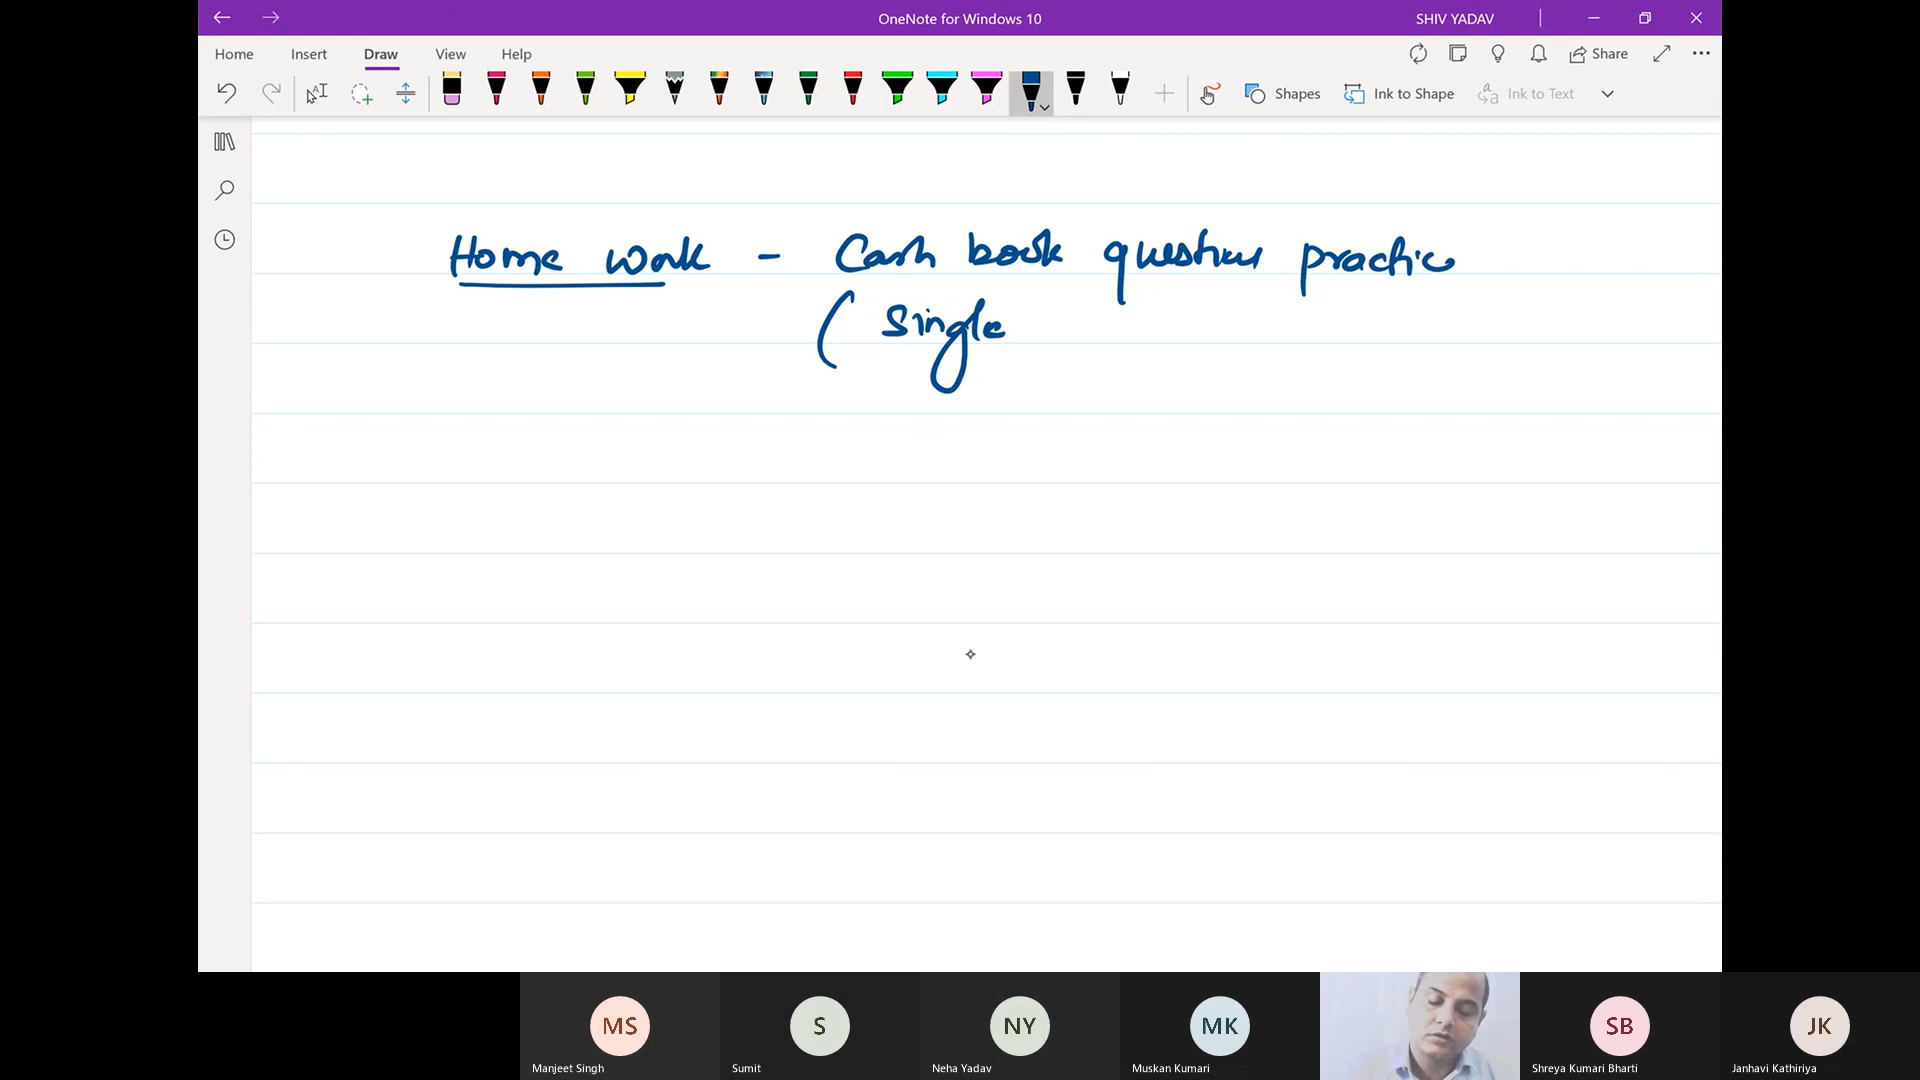 OneNote for Windows 10
SHIV YADAV
Home Insert Draw View Help
Share
Shapes Ink to Shape Ink to Text
Home work - Cash book questions practice
( Single
MS S NY MK SB JK
Manjeet Singh Sumit Neha Yadav Muskan Kumari Shreya Kumari Bharti Janhavi Kathiriya